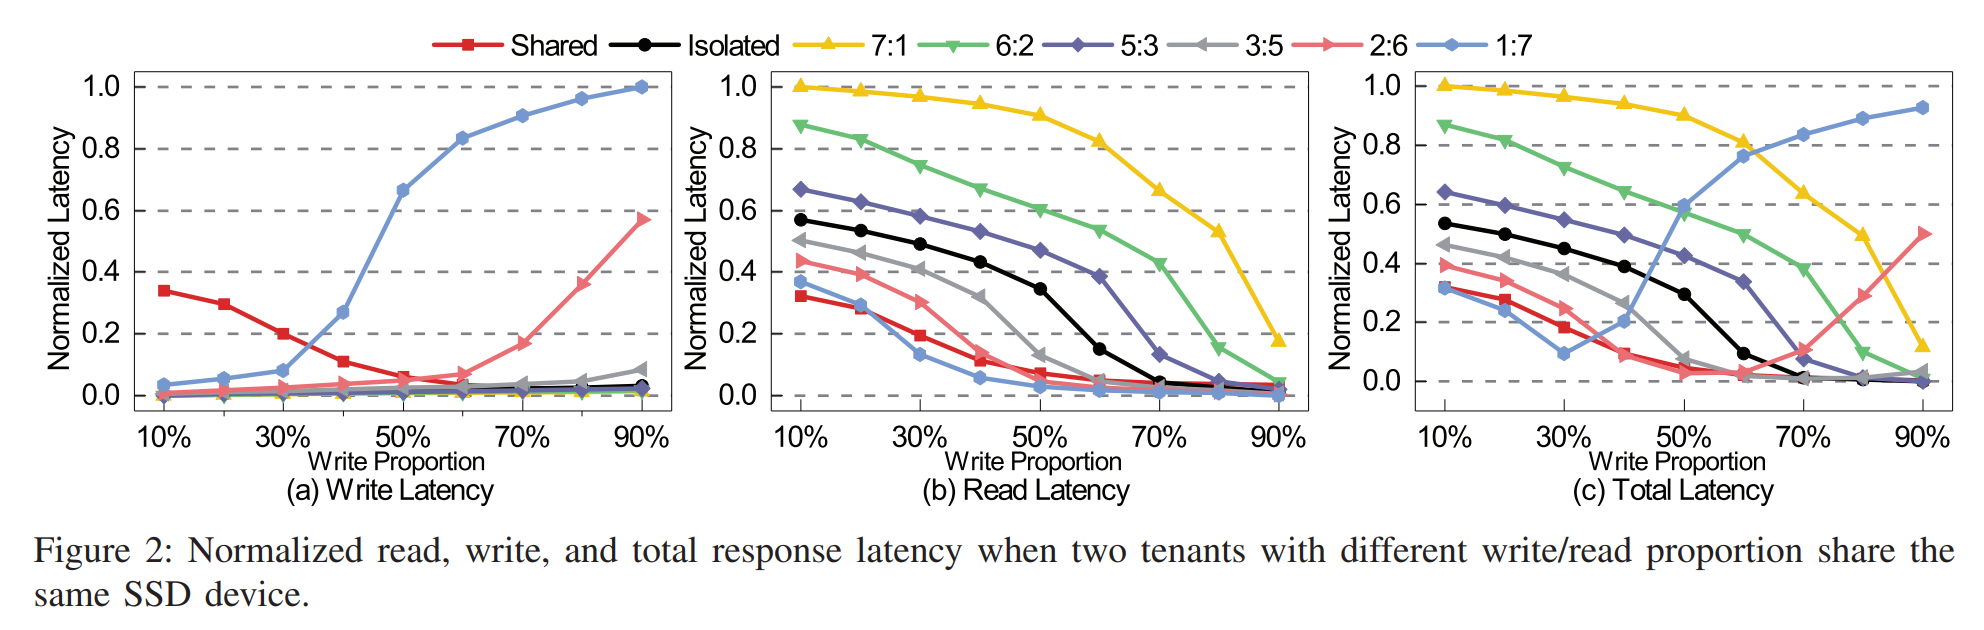 Shared Isolated 7:1 6:2 5:3 3:5 2:6 1:7
Normalized Latency
1.0
0.8
0.6
0.4
0.2
0.0
10% 30% 50% 70% 90%
Write Proportion
(a) Write Latency
Normalized Latency
1.0
0.8
0.6
0.4
0.2
0.0
10% 30% 50% 70% 90%
Write Proportion
(b) Read Latency
Normalized Latency
1.0
0.8
0.6
0.4
0.2
0.0
10% 30% 50% 70% 90%
Write Proportion
(c) Total Latency
Figure 2: Normalized read, write, and total response latency when two tenants with different write/read proportion share the
same SSD device.